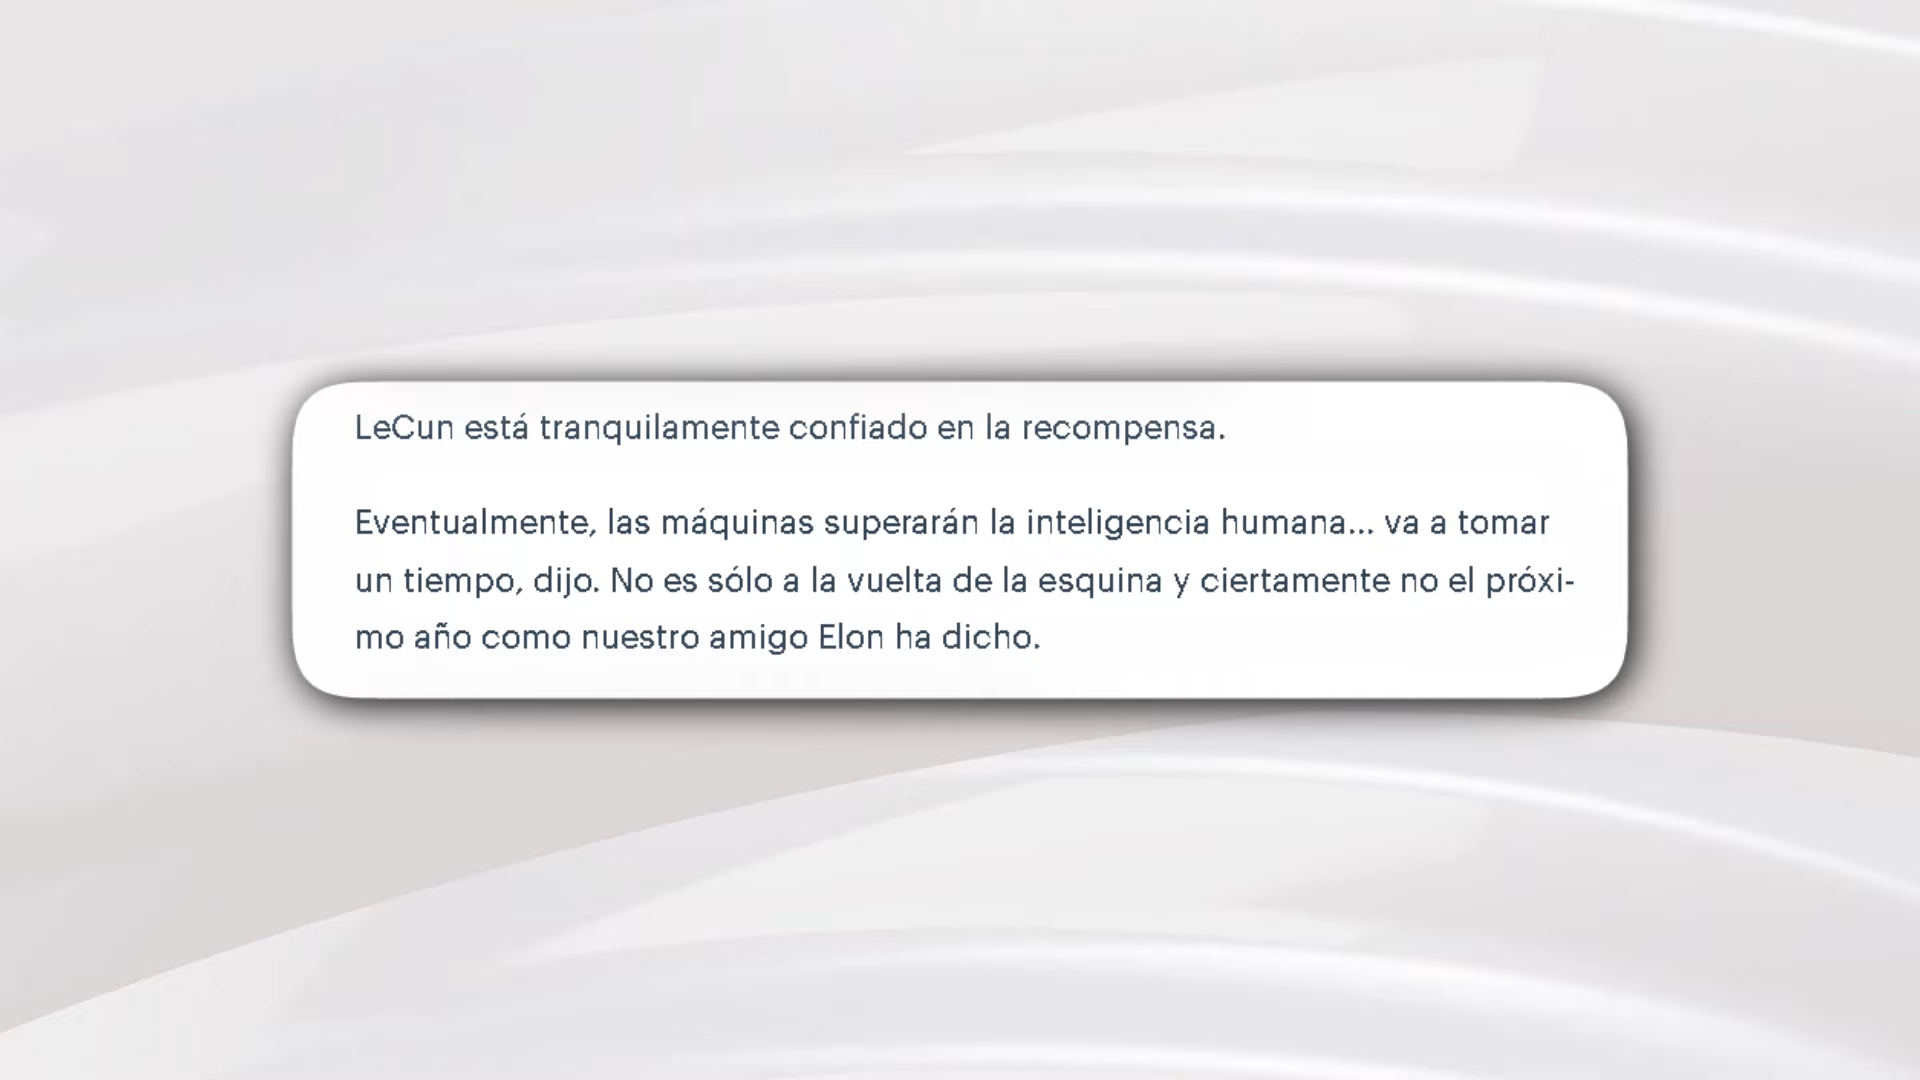 LeCun está tranquilamente confiado en la recompensa.
Eventualmente, las máquinas superarán la inteligencia humana... va a tomar
un tiempo, dijo. No es sólo a la vuelta de la esquina y ciertamente no el próxi-
mo año como nuestro amigo Elon ha dicho.